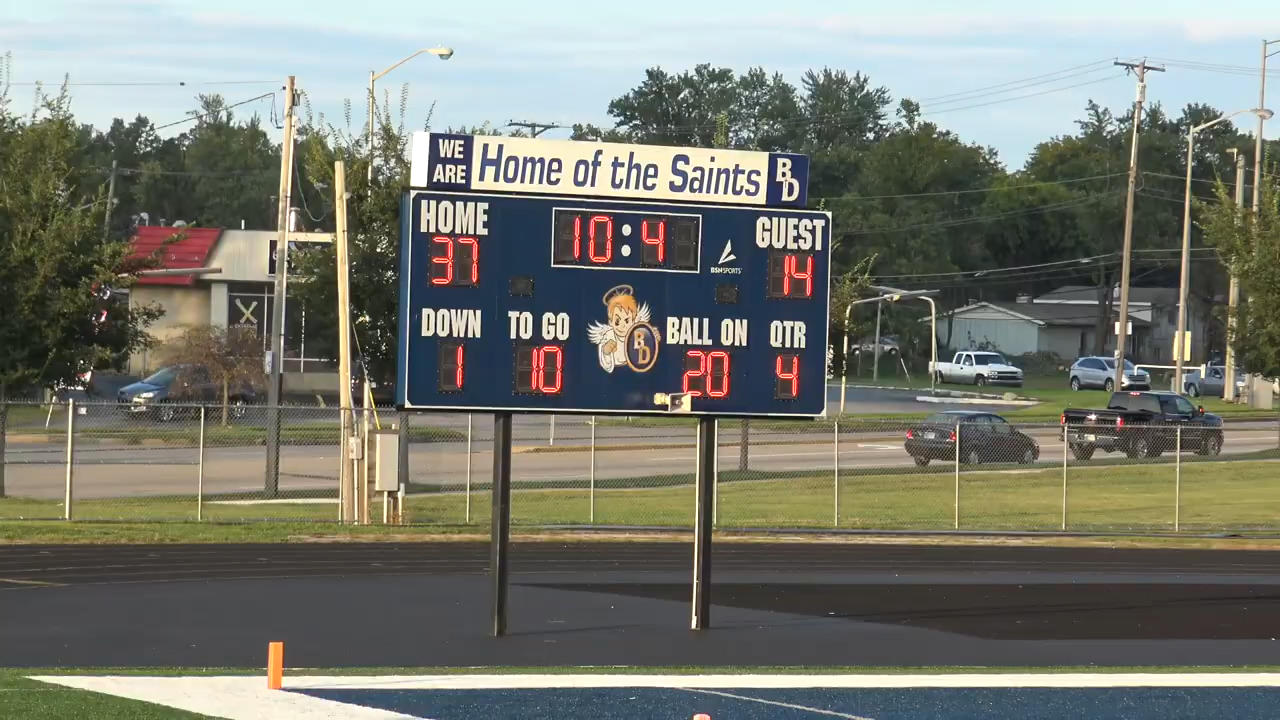 WE ARE
Home of the Saints
BD
HOME
37
10:4
BSN SPORTS
GUEST
14
DOWN
1
TO GO
10
BD
BALL ON
20
QTR
4